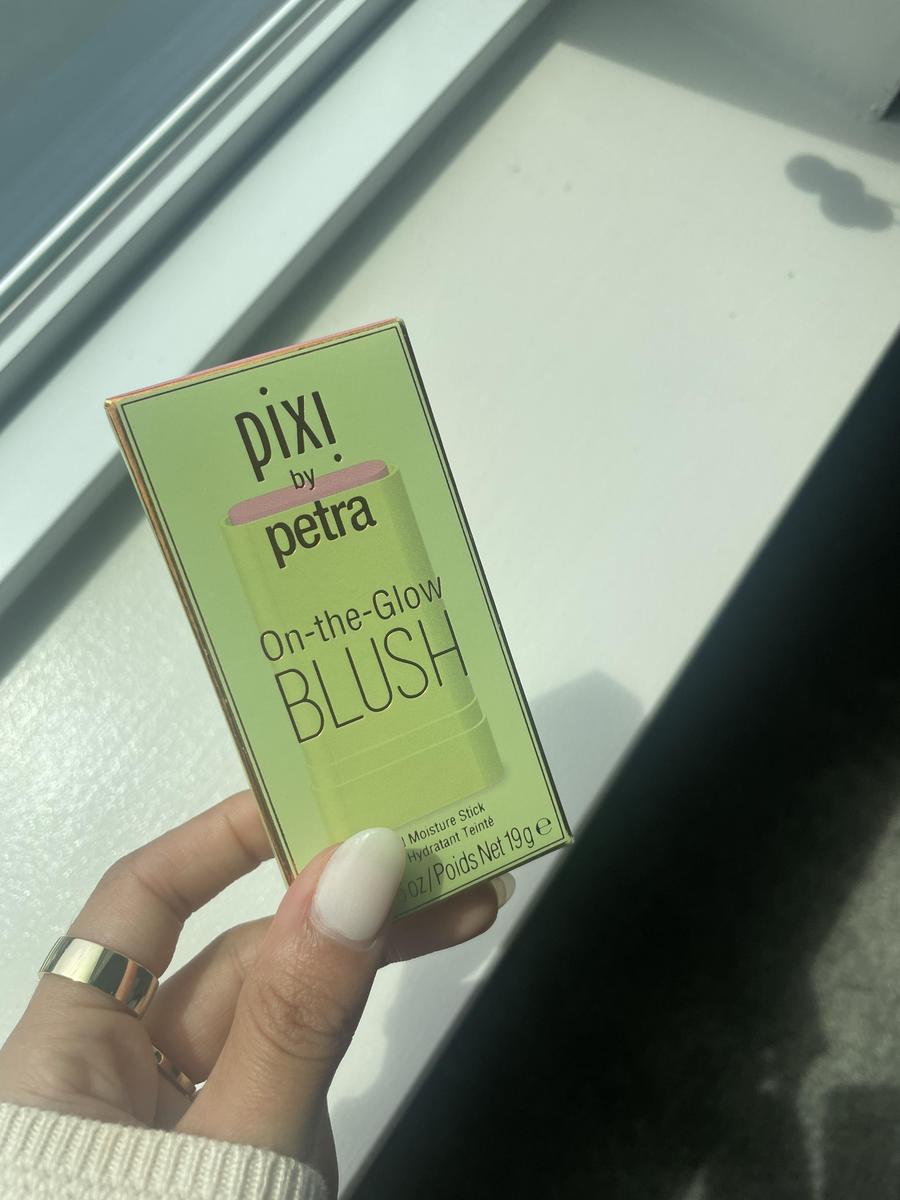 pixi
by
petra
On-the-Glow
BLUSH
Moisture Stick
Hydratant Teinté
oz/Poids Net 19g e